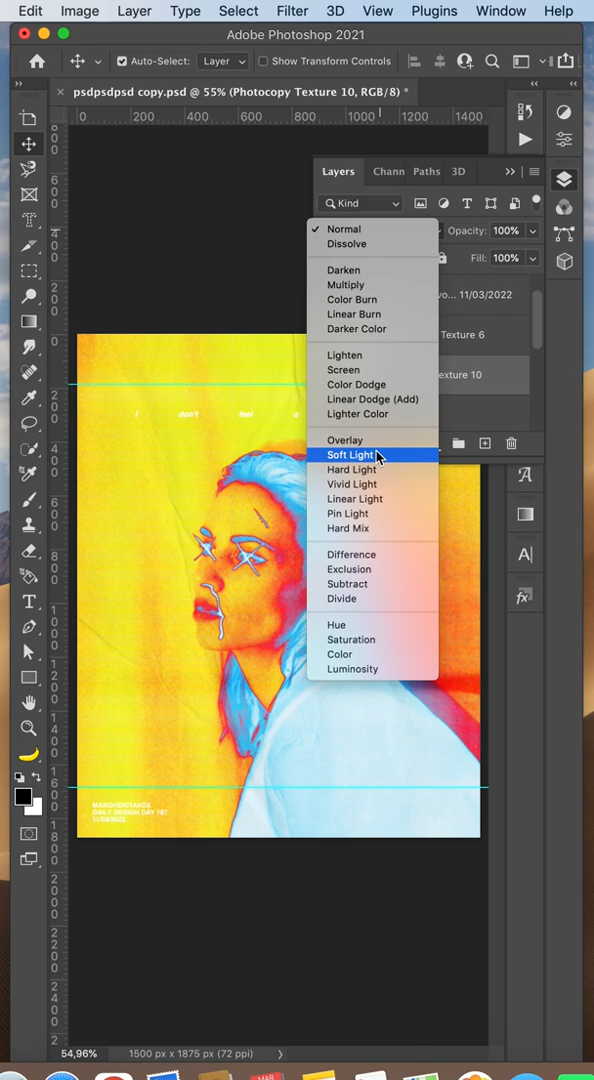 Edit Image Layer Type Select Filter 3D View Plugins Window Help
Adobe Photoshop 2021
Auto-Select: Layer Show Transform Controls
psdpsdpsd copy.psd @ 55% (Photocopy Texture 10, RGB/8) *
0 200 400 600 800 1000 1200 1400
Layers Chann Paths 3D
Kind
Normal
Opacity: 100%
Dissolve
Fill: 100%
Darken
Multiply
vo... 11/03/2022
Color Burn
Linear Burn
Darker Color
Texture 6
Lighten
Screen
exture 10
Color Dodge
Linear Dodge (Add)
Lighter Color
i don't feel a
Overlay
Soft Light
Hard Light
Vivid Light
Linear Light
Pin Light
Hard Mix
Difference
Exclusion
Subtract
Divide
Hue
Saturation
Color
Luminosity
MARGHERITAVOX
DAILY DESIGN DAY 187
54,96% 1500 px x 1875 px (72 ppi)
MAR